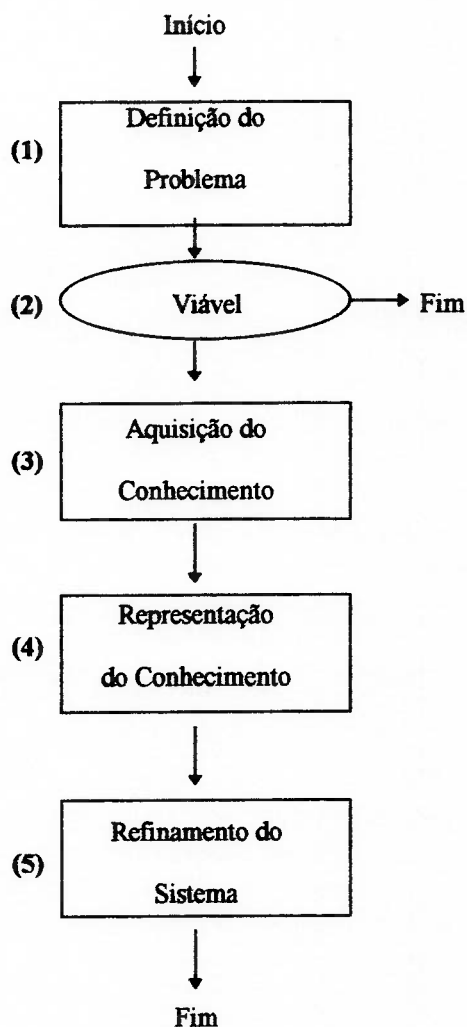 Início
(1)
Definição do
Problema
(2)
Viável
Fim
(3)
Aquisição do
Conhecimento
(4)
Representação
do Conhecimento
(5)
Refinamento do
Sistema
Fim